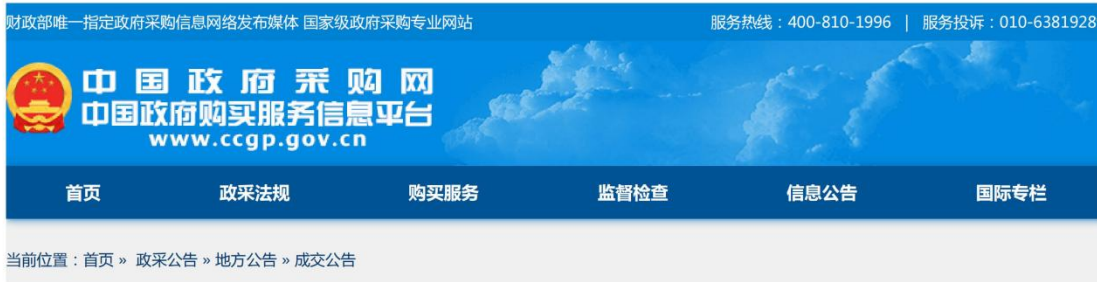 财政部唯一指定政府采购信息网络发布媒体 国家级政府采购专业网站
服务热线：400-810-1996 | 服务投诉：010-6381928
中国政府采购网
中国政府购买服务信息平台
www.ccgp.gov.cn
首页 政采法规 购买服务 监督检查 信息公告 国际专栏
当前位置：首页 » 政采公告 » 地方公告 » 成交公告